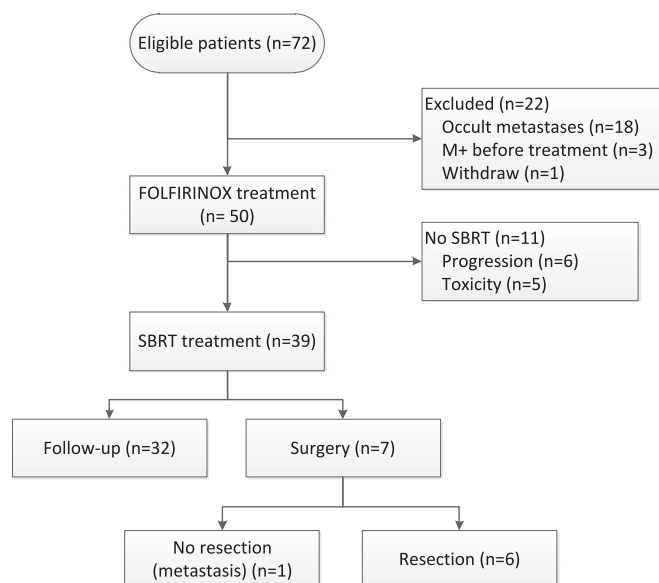 Eligible patients (n=72)
Excluded (n=22)
Occult metastases (n=18)
M+ before treatment (n=3)
Withdraw (n=1)
FOLFIRINOX treatment
(n= 50)
No SBRT (n=11)
Progression (n=6)
Toxicity (n=5)
SBRT treatment (n=39)
Follow-up (n=32)
Surgery (n=7)
No resection
(metastasis) (n=1)
Resection (n=6)